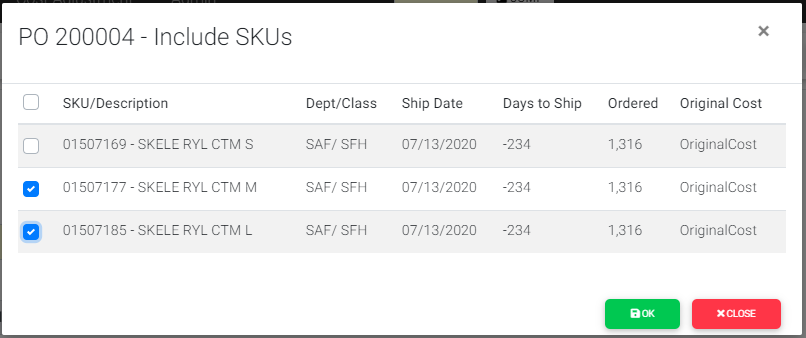 PO 200004 - Include SKUs ×
SKU/Description Dept/Class Ship Date Days to Ship Ordered Original Cost
01507169 - SKELE RYL CTM S SAF/ SFH 07/13/2020 -234 1,316 OriginalCost
01507177 - SKELE RYL CTM M SAF/ SFH 07/13/2020 -234 1,316 OriginalCost
01507185 - SKELE RYL CTM L SAF/ SFH 07/13/2020 -234 1,316 OriginalCost
OK CLOSE